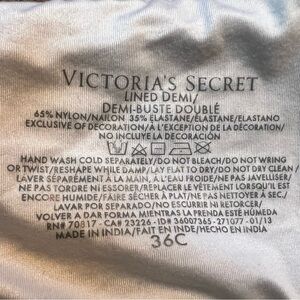 VICTORIA'S SECRET
LINED DEMI/
DEMI-BUSTE DOUBLÉ
65% NYLON/NAILON 35% ELASTANE/ÉLASTANE/ELASTANO
EXCLUSIVE OF DECORATION/À L'EXCEPTION DE LA DÉCORATION/
NO INCLUYE LA DECORACIÓN
HAND WASH COLD SEPARATELY/DO NOT BLEACH/DO NOT WRING
OR TWIST/RESHAPE WHILE DAMP/LAY FLAT TO DRY/DO NOT DRY CLEAN /
LAVER SÉPARÉMENT À LA MAIN, À L'EAU FROIDE/NE PAS JAVELLISER/
NE PAS TORDRE NI ESSORER/REPLACER LE VÊTEMENT LORSQU'IL EST
ENCORE HUMIDE/FAIRE SÉCHER À PLAT/NE PAS NETTOYER À SEC./
LAVAR POR SEPARADO/NO ESCURRIR NI RETORCER/
VOLVER A DAR FORMA MIENTRAS LA PRENDA ESTÉ HÚMEDA
RN# 70817 - CA# 23226 - ID# 36007365 -271077 -01/13
MADE IN INDIA/FAIT EN INDE/HECHO EN INDIA
36C